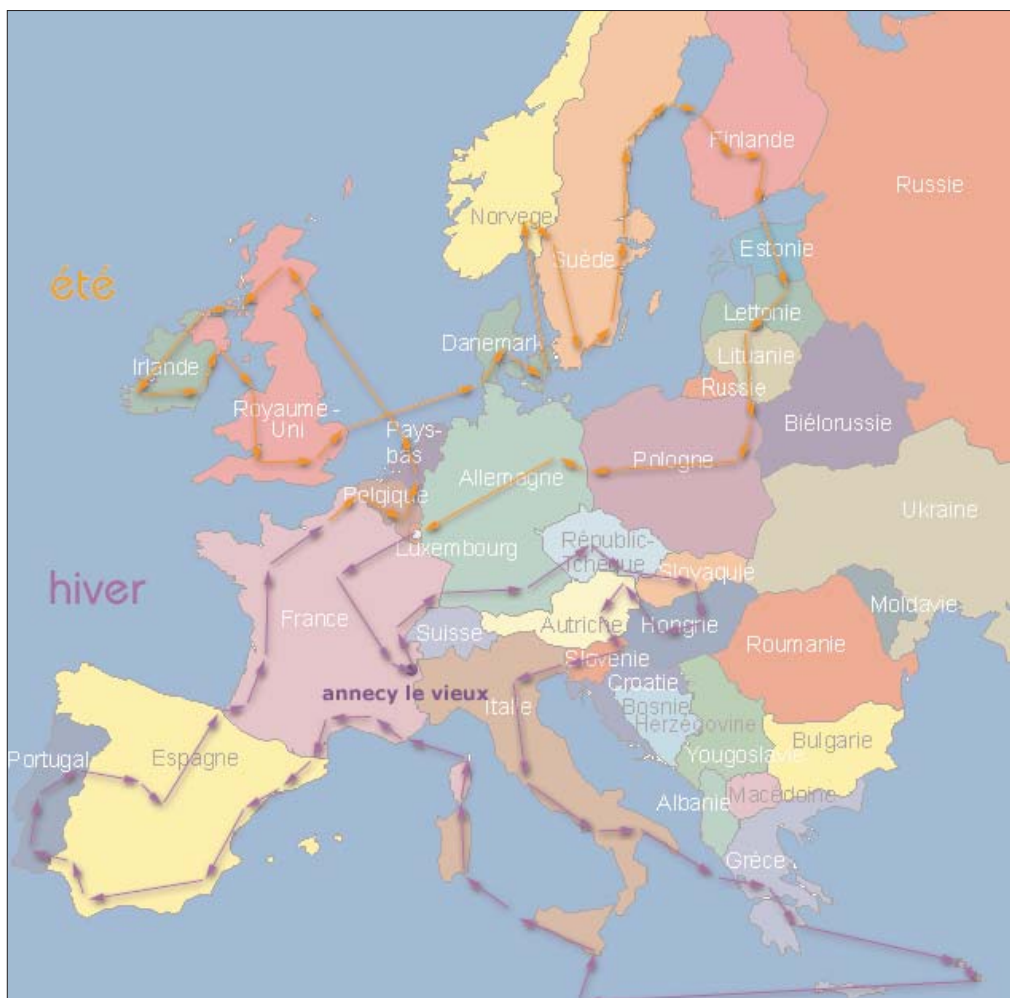 Finlande
Russie
Norvege
Estonie
été
Suède
Lettonie
Danemark
Lituanie
Irlande
Russie
Royaume-
Uni
Pays-
bas
Biélorussie
Pologne
Allemagne
Belgique
Ukraine
Luxembourg
Républic-
tchèque
Slovaquie
hiver
Moldavie
France
Suisse
Autriche
Hongrie
Roumanie
Slovenie
Croatie
annecy le vieux
Italie
Bosnie
Herzégovine
Bulgarie
Portugal
Espagne
Yougoslavie
Macédoine
Albanie
Grèce